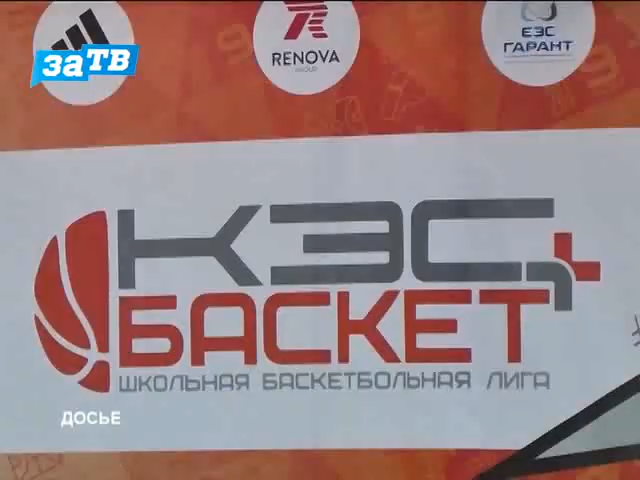 заТВ
RENOVA
GROUP
ЕЭС
ГАРАНТ
КЭС
БАСКЕТ
ШКОЛЬНАЯ БАСКЕТБОЛЬНАЯ ЛИГА
ДОСЬЕ